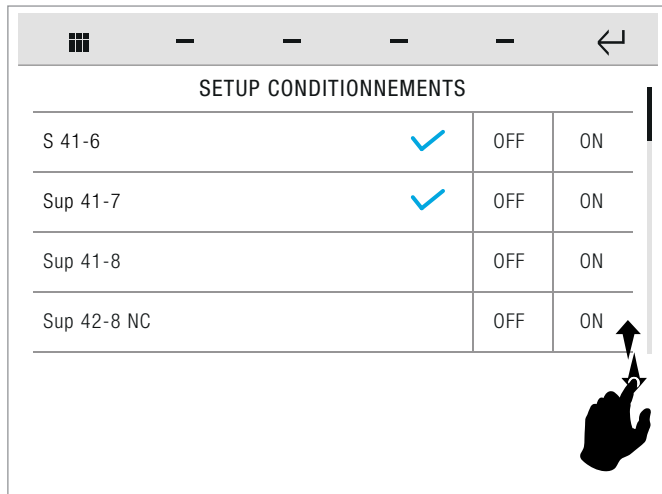 SETUP CONDITIONNEMENTS
S 41-6 OFF ON
Sup 41-7 OFF ON
Sup 41-8 OFF ON
Sup 42-8 NC OFF ON